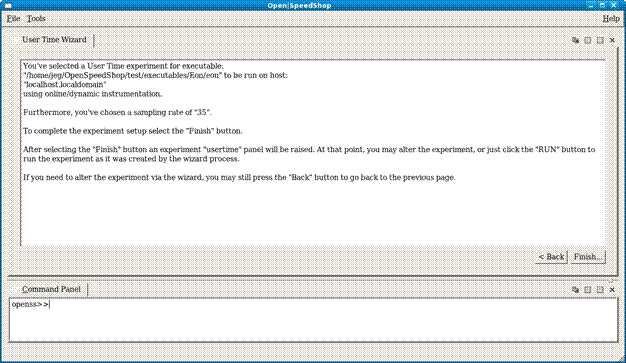 Open|SpeedShop
File Tools Help
User Time Wizard
You've selected a User Time experiment for executable:
"/home/jeg/OpenSpeedShop/test/executables/Eon/eon" to be run on host:
"localhost.localdomain"
using online/dynamic instrumentation.
Furthermore, you've chosen a sampling rate of "35".
To complete the experiment setup select the "Finish" button.
After selecting the "Finish" button an experiment "usertime" panel will be raised. At that point, you may alter the experiment, or just click the "RUN" button to
run the experiment as it was created by the wizard process.
If you need to alter the experiment via the wizard, you may still press the "Back" button to go back to the previous page.
< Back Finish...
Command Panel
openss>>